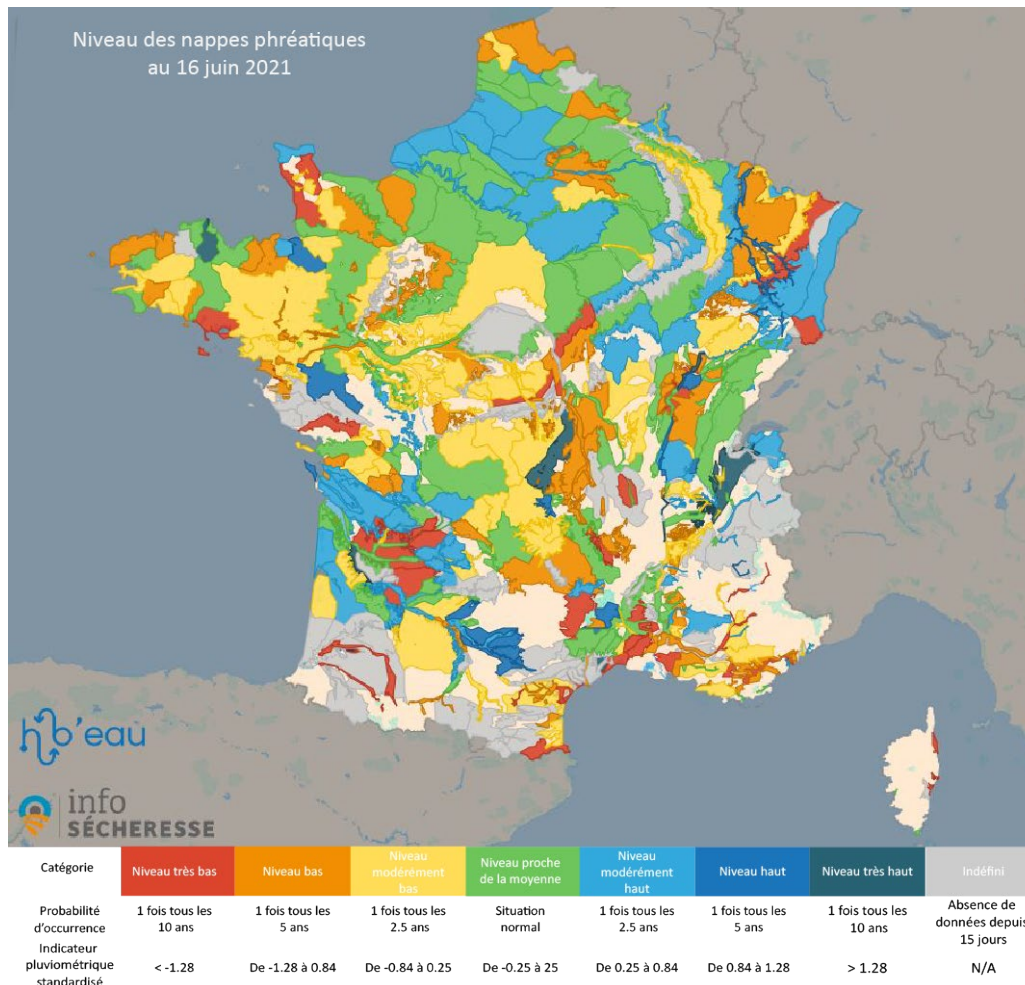 Niveau des nappes phréatiques
au 16 juin 2021
h b'eau
info
SÉCHERESSE
Catégorie
Niveau très bas
Niveau bas
Niveau
modérément
bas
Niveau proche
de la moyenne
Niveau
modérément
haut
Niveau haut
Niveau très haut
Indéfini
Probabilité
d'occurrence
1 fois tous les
10 ans
1 fois tous les
5 ans
1 fois tous les
2.5 ans
Situation
normal
1 fois tous les
2.5 ans
1 fois tous les
5 ans
1 fois tous les
10 ans
Absence de
données depuis
15 jours
Indicateur
pluviométrique
standardisé
< -1.28
De -1.28 à 0.84
De -0.84 à 0.25
De -0.25 à 25
De 0.25 à 0.84
De 0.84 à 1.28
> 1.28
N/A